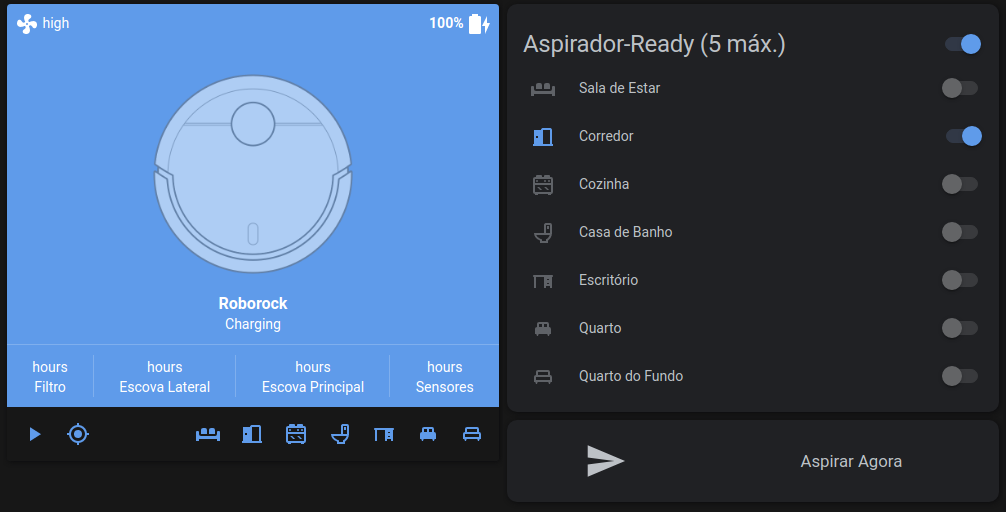 high
100%
Roborock
Charging
hours
Filtro
hours
Escova Lateral
hours
Escova Principal
hours
Sensores
Aspirador-Ready (5 máx.)
Sala de Estar
Corredor
Cozinha
Casa de Banho
Escritório
Quarto
Quarto do Fundo
Aspirar Agora